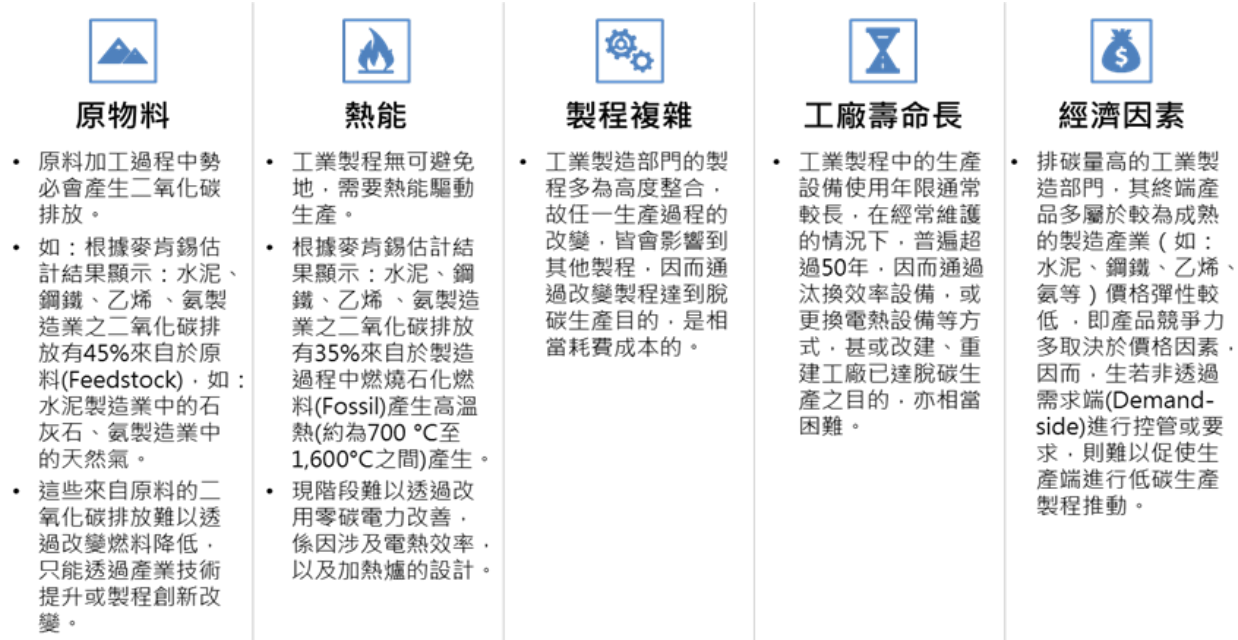 原物料
• 原料加工過程中勢
必會產生二氧化碳
排放。
• 如：根據麥肯錫估
計結果顯示：水泥、
鋼鐵、乙烯 、氨製
造業之二氧化碳排
放有45%來自於原
料(Feedstock)，如：
水泥製造業中的石
灰石、氨製造業中
的天然氣。
• 這些來自原料的二
氧化碳排放難以透
過改變燃料降低，
只能透過產業技術
提升或製程創新改
變。
熱能
• 工業製程無可避免
地，需要熱能驅動
生產。
• 根據麥肯錫估計結
果顯示：水泥、鋼
鐵、乙烯 、氨製造
業之二氧化碳排放
有35%來自於製造
過程中燃燒石化燃
料(Fossil)產生高溫
熱(約為700 °C至
1,600°C之間)產生。
• 現階段難以透過改
用零碳電力改善，
係因涉及電熱效率，
以及加熱爐的設計。
製程複雜
• 工業製造部門的製
程多為高度整合，
故任一生產過程的
改變，皆會影響到
其他製程，因而通
過改變製程達到脫
碳生產目的，是相
當耗費成本的。
工廠壽命長
• 工業製程中的生產
設備使用年限通常
較長，在經常維護
的情況下，普遍超
過50年，因而通過
汰換效率設備，或
更換電熱設備等方
式，甚或改建、重
建工廠已達脫碳生
產之目的，亦相當
困難。
經濟因素
• 排碳量高的工業製
造部門，其終端產
品多屬於較為成熟
的製造產業（如：
水泥、鋼鐵、乙烯、
氨等）價格彈性較
低 ，即產品競爭力
多取決於價格因素，
因而，生若非透過
需求端(Demand-
side)進行控管或要
求，則難以促使生
產端進行低碳生產
製程推動。